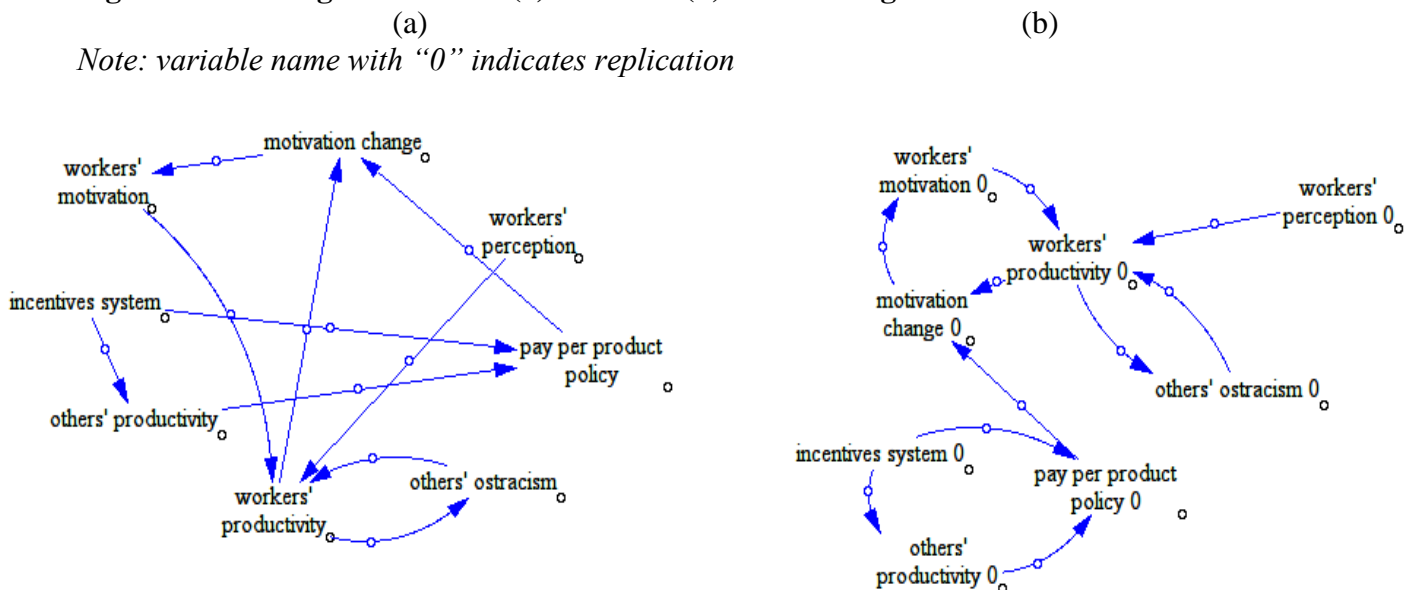 (a) (b)
Note: variable name with “0” indicates replication
motivation change
workers'
motivation
workers'
perception
incentives system
pay per product
policy
others' productivity
workers'
productivity
others' ostracism
workers'
motivation 0
workers'
perception 0
workers'
productivity 0
motivation
change 0
others' ostracism 0
incentives system 0
pay per product
policy 0
others'
productivity 0